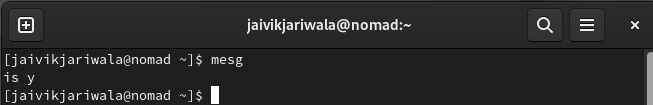 jaivikjariwala@nomad:~
[jaivikjariwala@nomad ~]$ mesg
is y
[jaivikjariwala@nomad ~]$